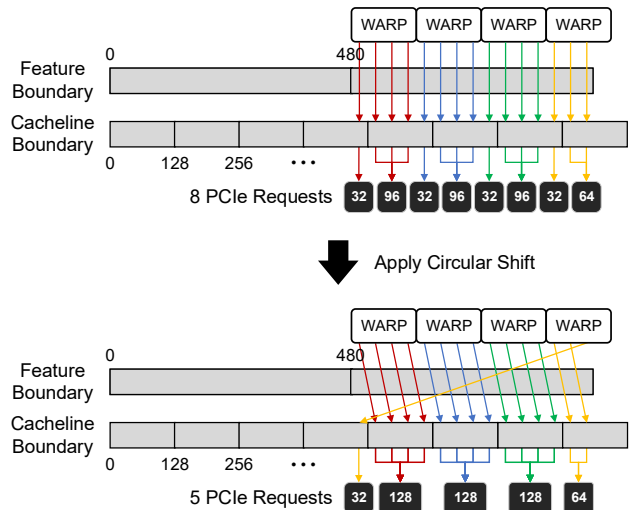 WARP WARP WARP WARP
0 480
Feature
Boundary
Cacheline
Boundary
0 128 256 •••
8 PCIe Requests 32 96 32 96 32 96 32 64
Apply Circular Shift
WARP WARP WARP WARP
0 480
Feature
Boundary
Cacheline
Boundary
0 128 256 •••
5 PCIe Requests 32 128 128 128 64